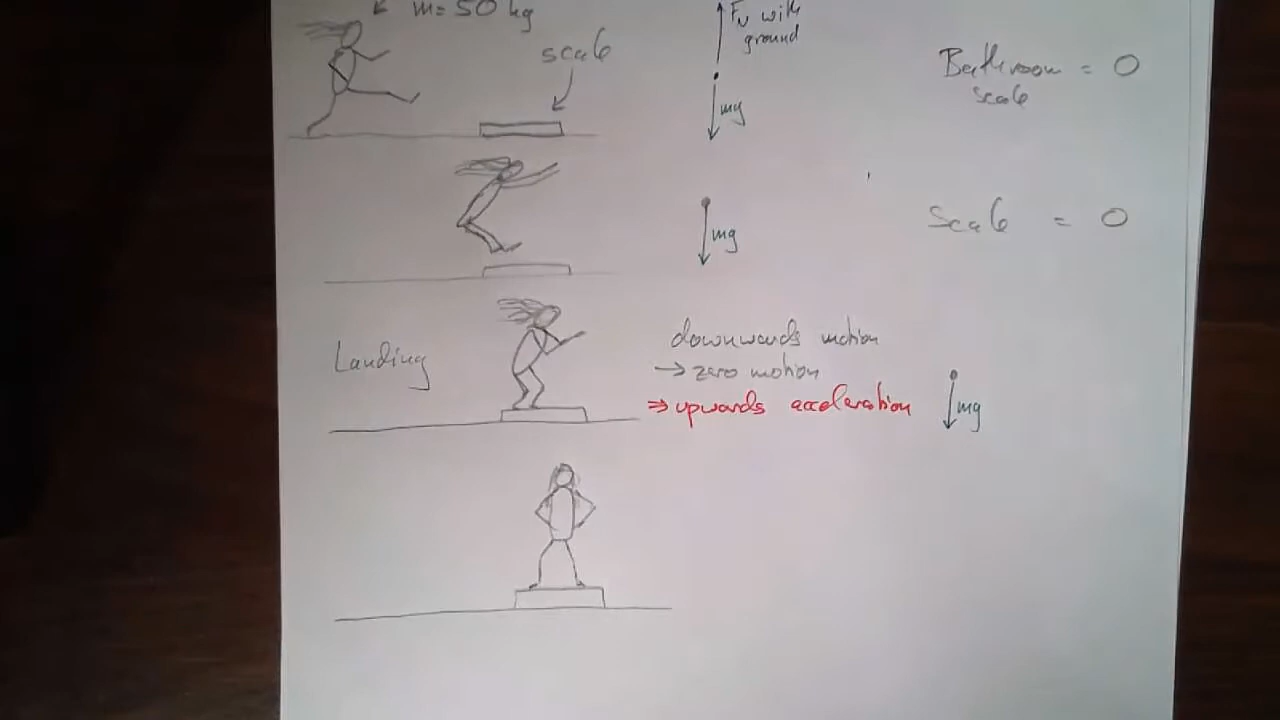 m = 50 kg
scale
F_N with
ground
mg
Bathroom = 0
scale
mg
Scale = 0
Landing
downwards motion
→ zero motion
⇒ upwards acceleration
mg